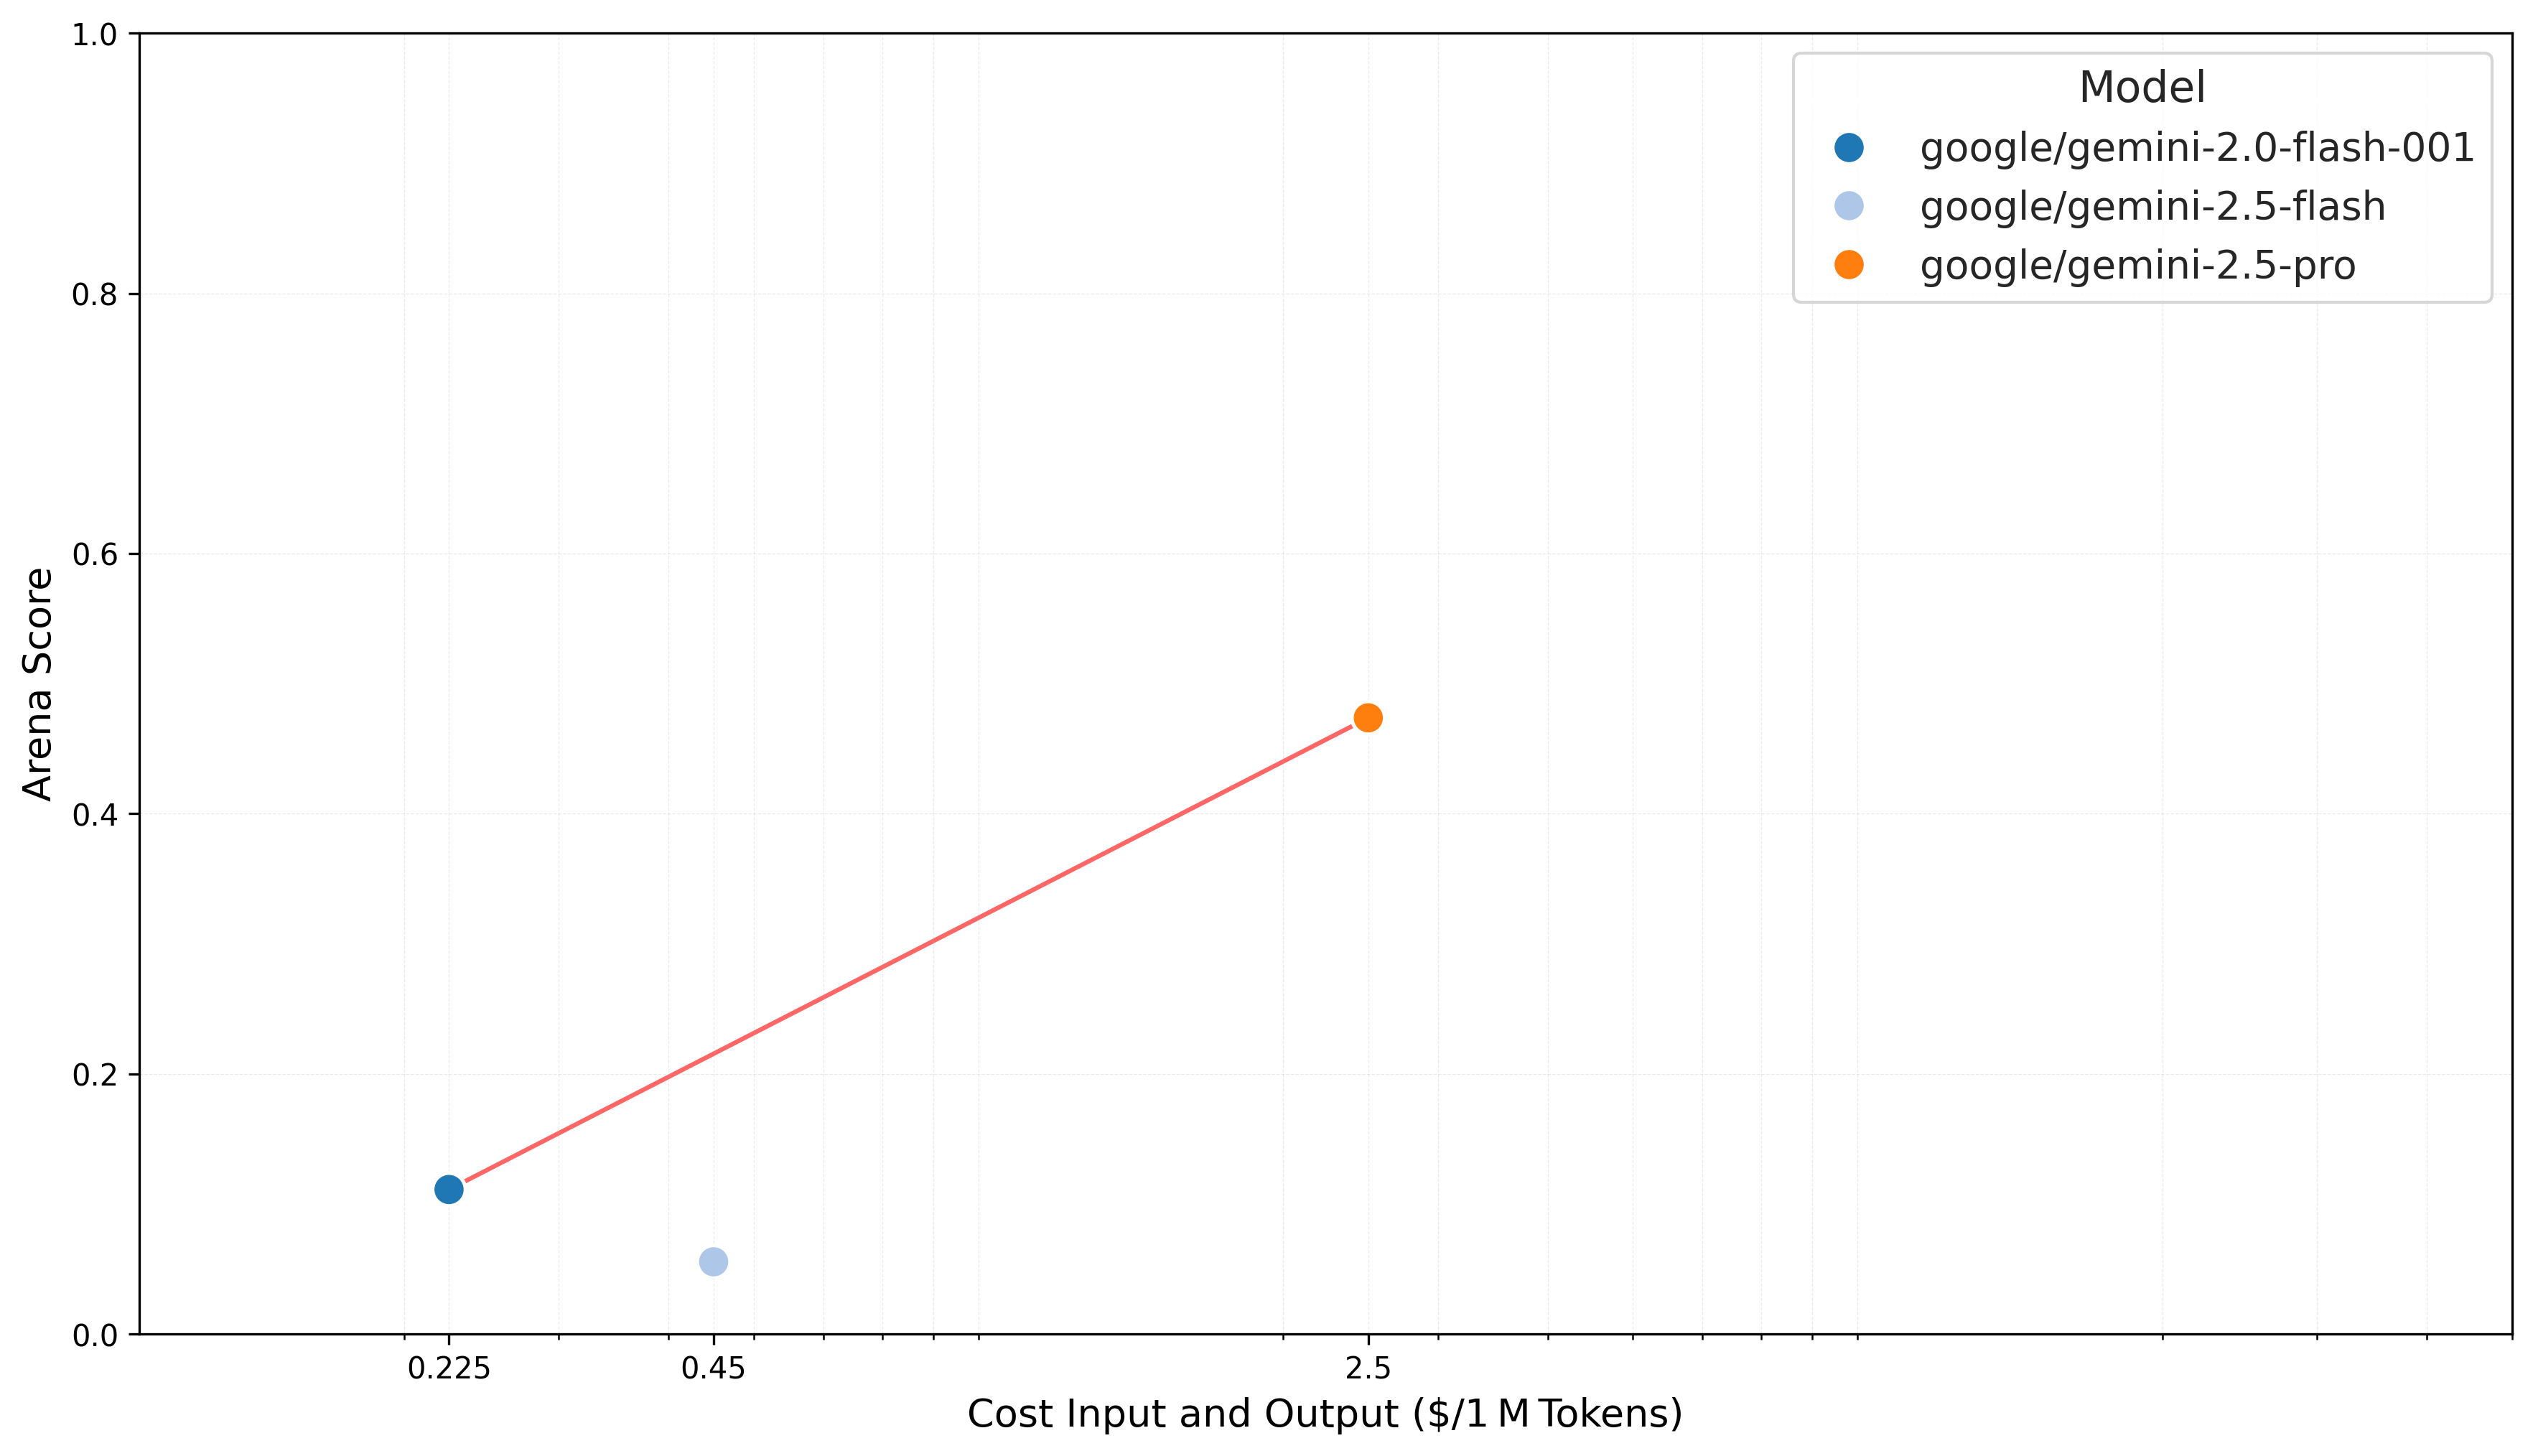 1.0
0.8
0.6
0.4
0.2
0.0
Arena Score
Model
google/gemini-2.0-flash-001
google/gemini-2.5-flash
google/gemini-2.5-pro
0.225 0.45 2.5
Cost Input and Output ($/1 M Tokens)